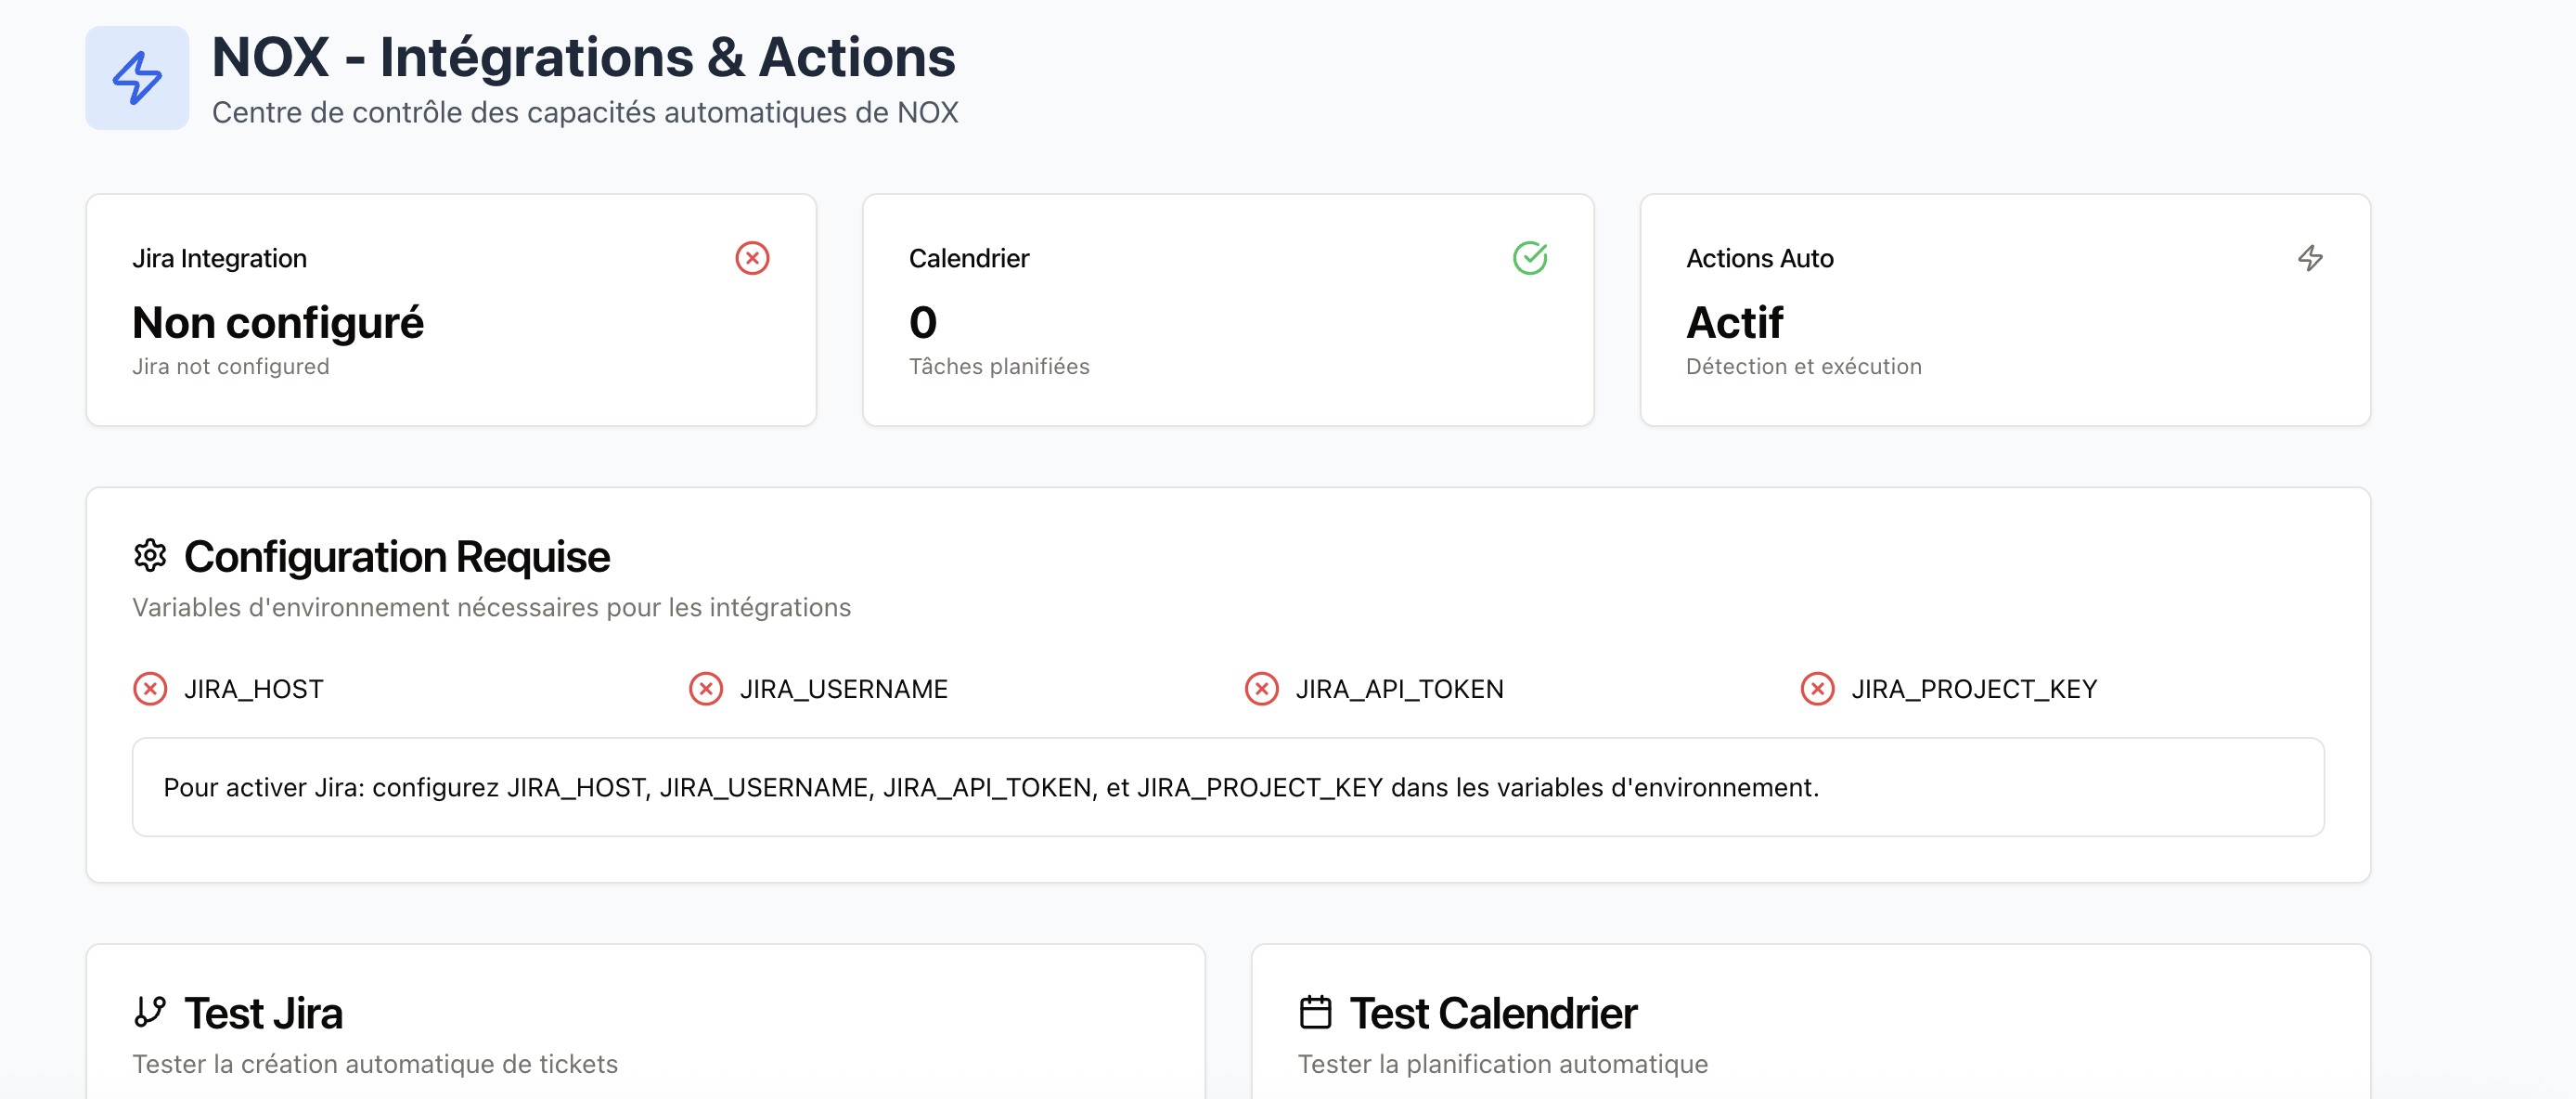 NOX - Intégrations & Actions
Centre de contrôle des capacités automatiques de NOX
Jira Integration
Non configuré
Jira not configured
Calendrier
0
Tâches planifiées
Actions Auto
Actif
Détection et exécution
Configuration Requise
Variables d'environnement nécessaires pour les intégrations
JIRA_HOST
JIRA_USERNAME
JIRA_API_TOKEN
JIRA_PROJECT_KEY
Pour activer Jira: configurez JIRA_HOST, JIRA_USERNAME, JIRA_API_TOKEN, et JIRA_PROJECT_KEY dans les variables d'environnement.
Test Jira
Tester la création automatique de tickets
Test Calendrier
Tester la planification automatique